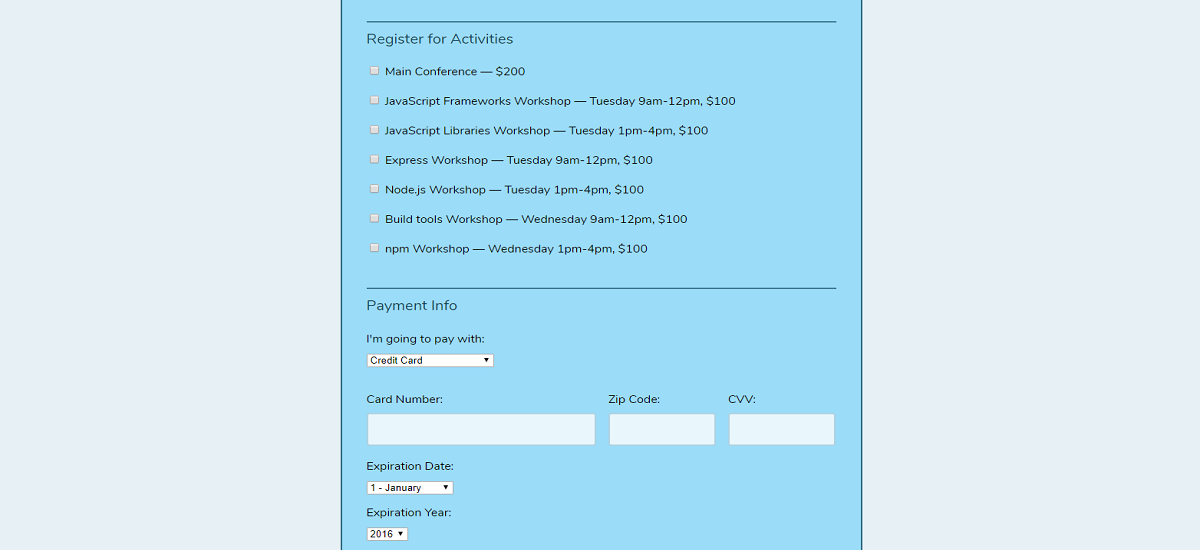 Register for Activities
Main Conference — $200
JavaScript Frameworks Workshop — Tuesday 9am-12pm, $100
JavaScript Libraries Workshop — Tuesday 1pm-4pm, $100
Express Workshop — Tuesday 9am-12pm, $100
Node.js Workshop — Tuesday 1pm-4pm, $100
Build tools Workshop — Wednesday 9am-12pm, $100
npm Workshop — Wednesday 1pm-4pm, $100
Payment Info
I'm going to pay with:
Credit Card
Card Number: Zip Code: CVV:
Expiration Date:
1 - January
Expiration Year:
2016